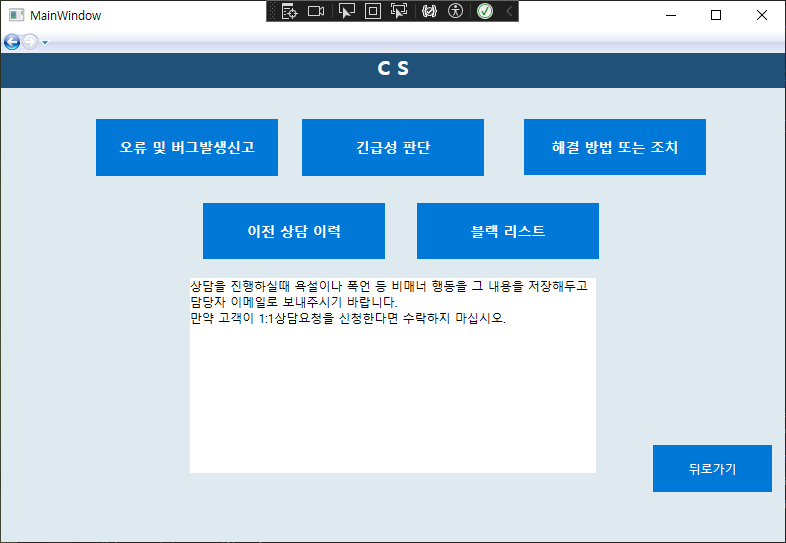 MainWindow
C S
오류 및 버그발생신고
긴급성 판단
해결 방법 또는 조치
이전 상담 이력
블랙 리스트
상담을 진행하실때 욕설이나 폭언 등 비매너 행동을 그 내용을 저장해두고
담당자 이메일로 보내주시기 바랍니다.
만약 고객이 1:1상담요청을 신청한다면 수락하지 마십시오.
뒤로가기